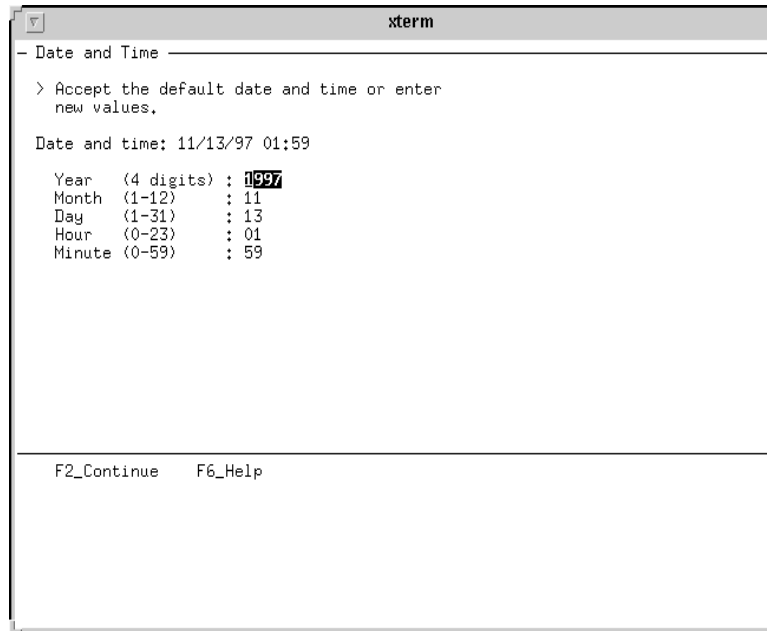 xterm
Date and Time
> Accept the default date and time or enter
new values.
Date and time: 11/13/97 01:59
Year (4 digits) : 1997
Month (1-12) : 11
Day (1-31) : 13
Hour (0-23) : 01
Minute (0-59) : 59
F2_Continue F6_Help